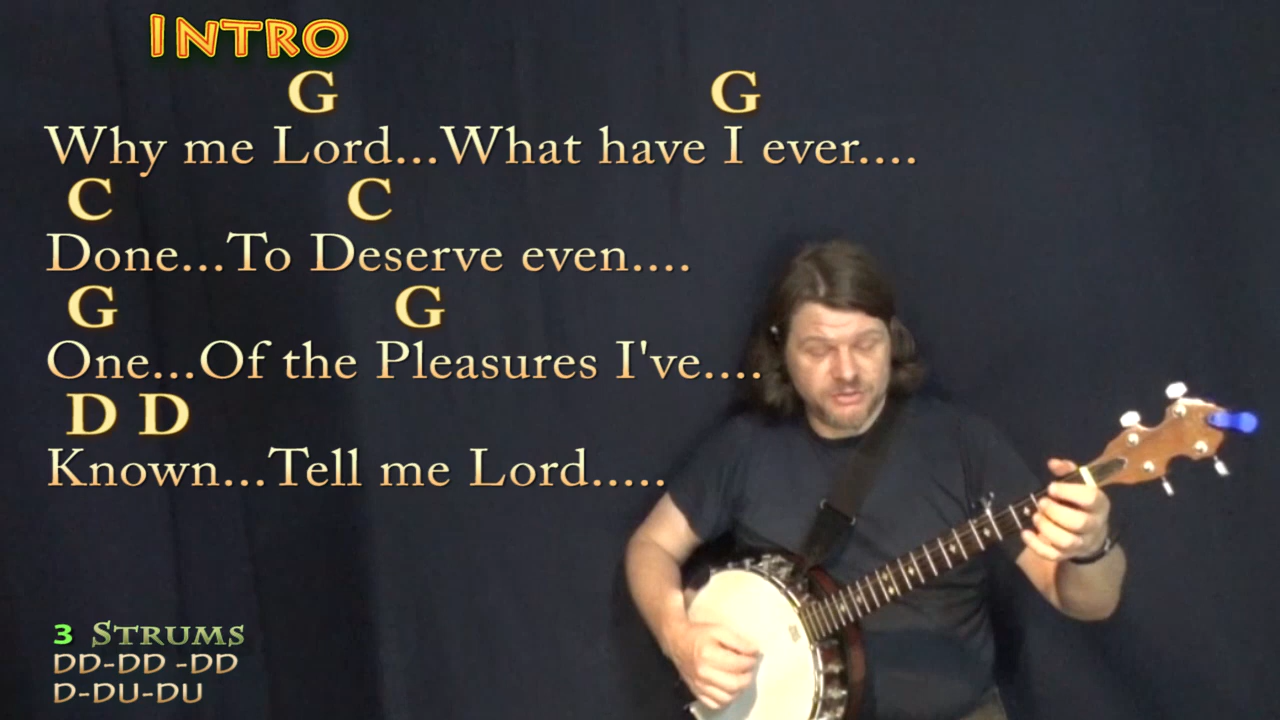 INTRO
G G
Why me Lord...What have I ever....
C C
Done...To Deserve even....
G G
One...Of the Pleasures I've....
D D
Known...Tell me Lord.....
3 STRUMS
DD-DD -DD
D-DU-DU